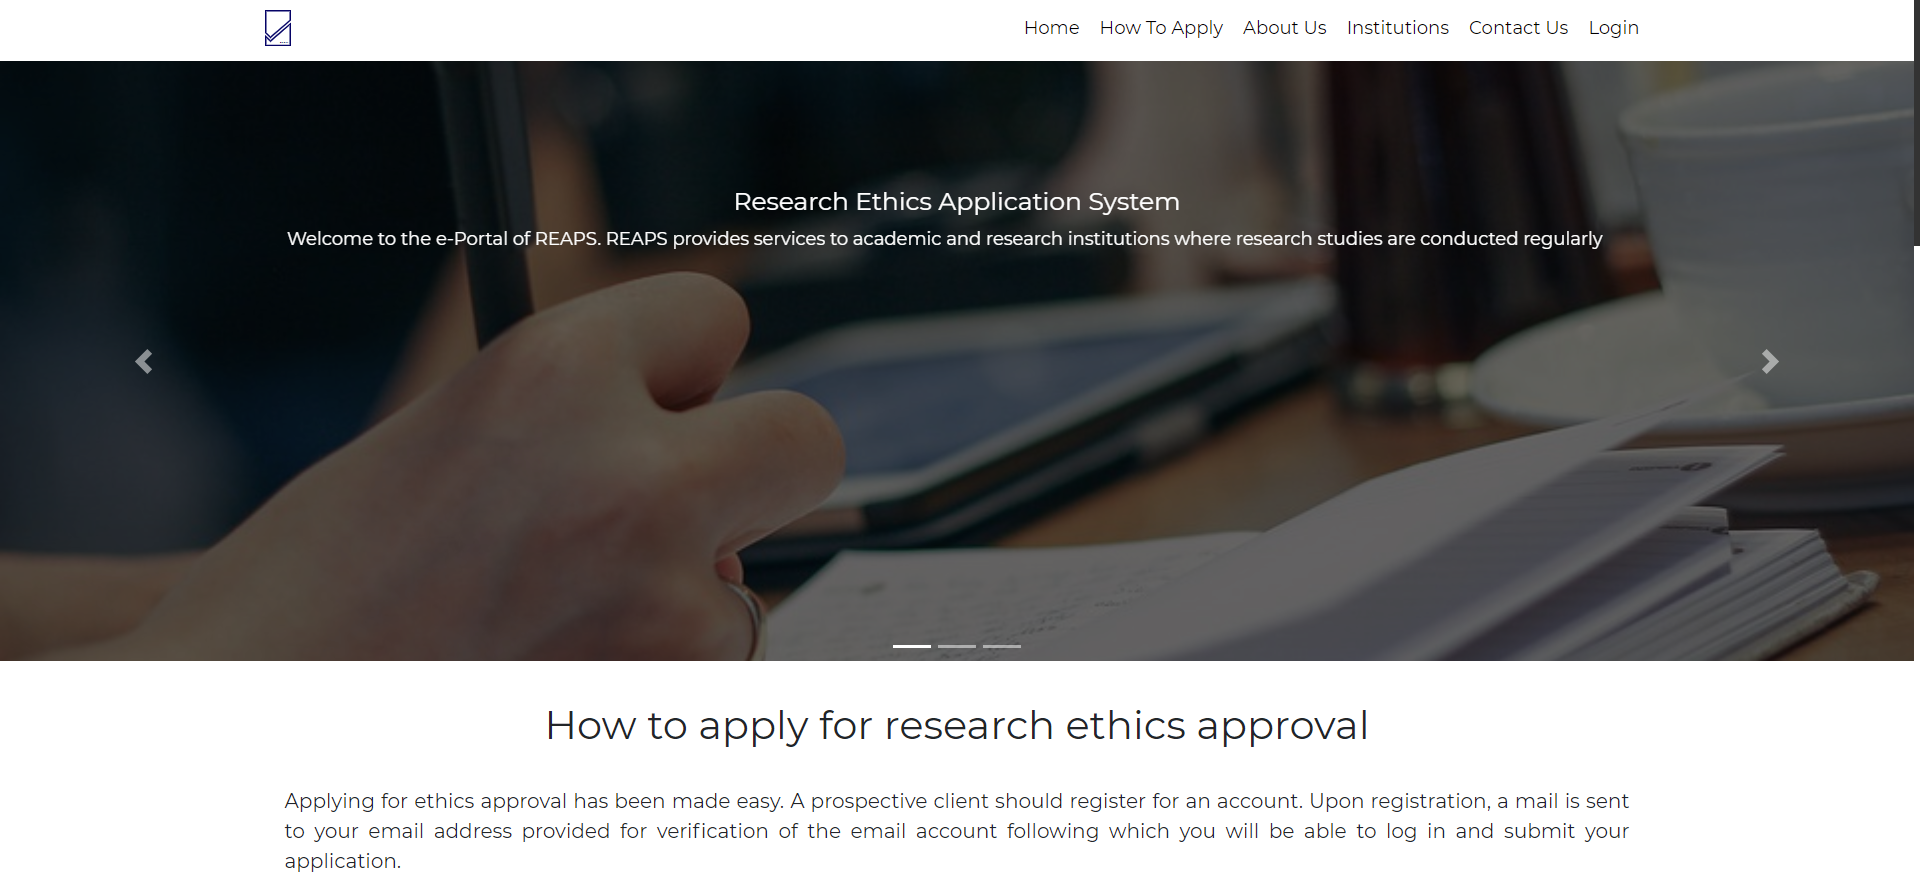 Home How To Apply About Us Institutions Contact Us Login
Research Ethics Application System
Welcome to the e-Portal of REAPS. REAPS provides services to academic and research institutions where research studies are conducted regularly
How to apply for research ethics approval
Applying for ethics approval has been made easy. A prospective client should register for an account. Upon registration, a mail is sent
to your email address provided for verification of the email account following which you will be able to log in and submit your
application.